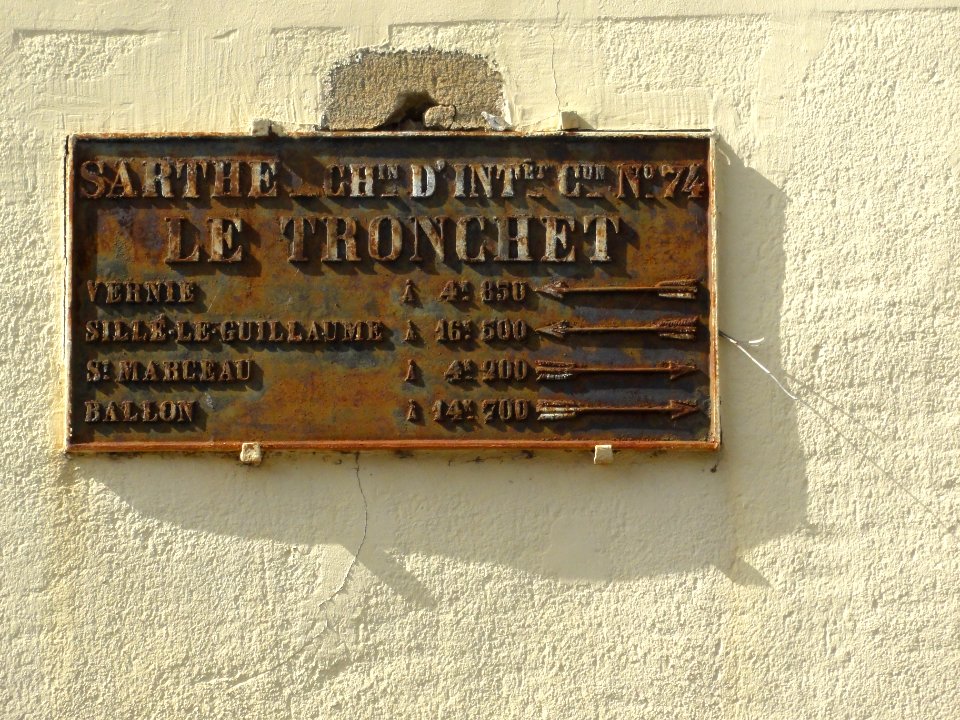 SARTHE CHIN D'INTÉT CUN NO 74
LE TRONCHET
VERNIE À 4K 850
SILLÉ-LE-GUILLAUME À 16K 500
ST MARCEAU À 4K 200
BALLON À 14K 700